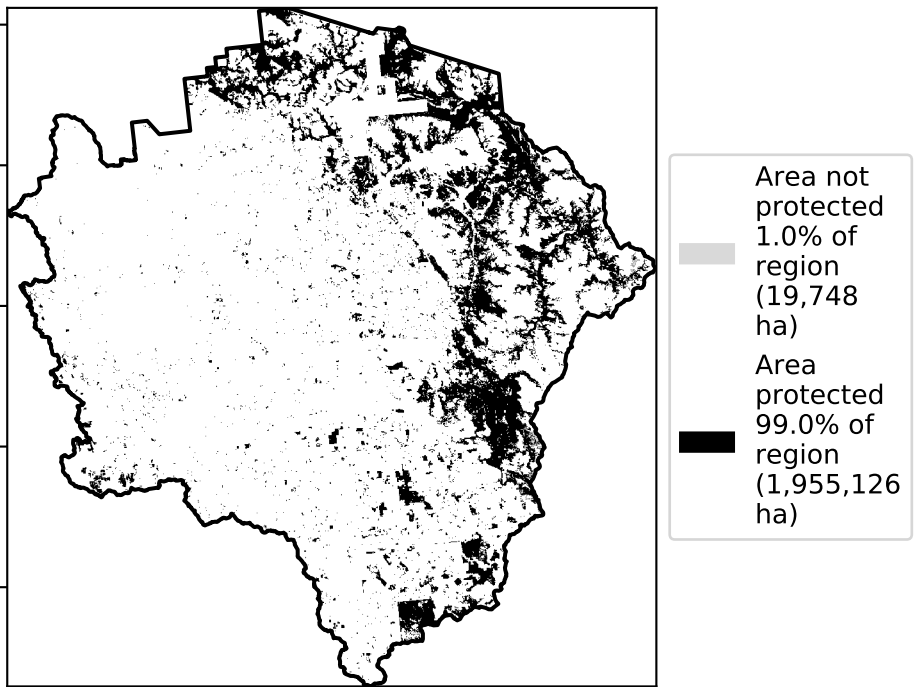 Area not
protected
1.0% of
region
(19,748
ha)
Area
protected
99.0% of
region
(1,955,126
ha)